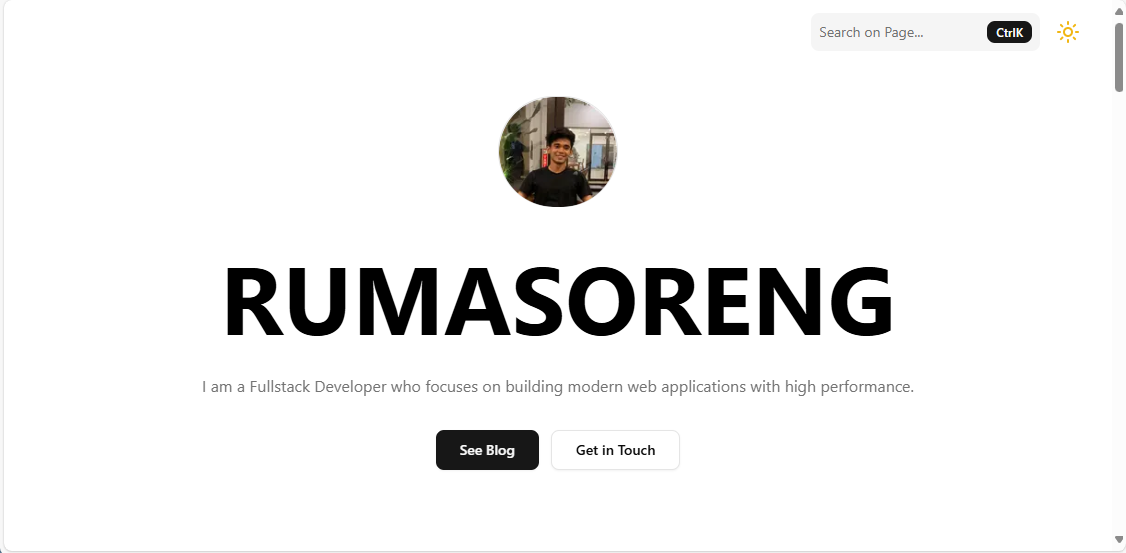 Search on Page...
CtrlK
RUMASORENG
I am a Fullstack Developer who focuses on building modern web applications with high performance.
See Blog
Get in Touch